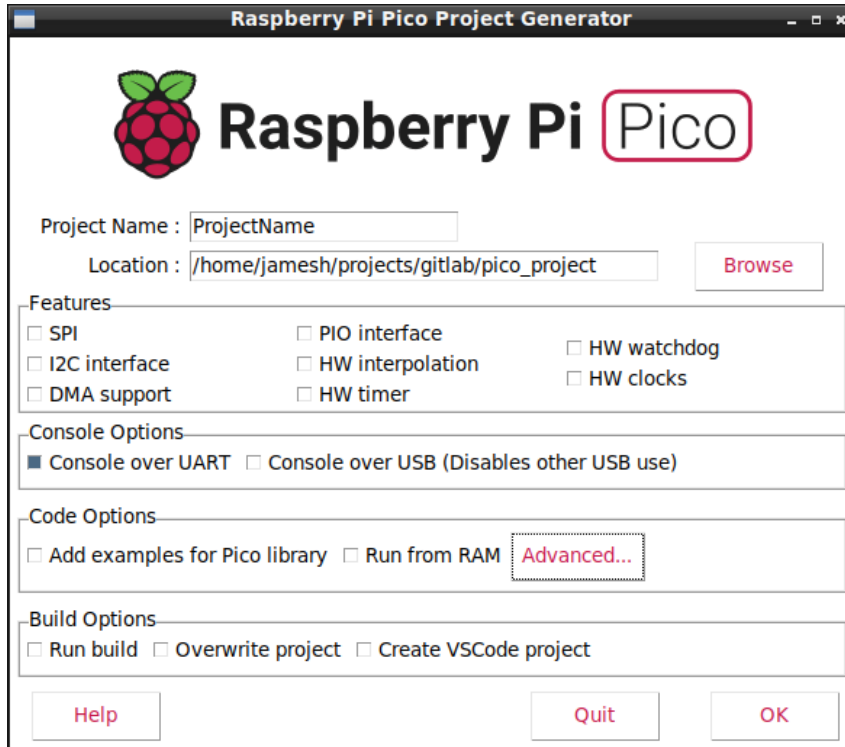 Raspberry Pi Pico Project Generator
Raspberry Pi Pico
Project Name : ProjectName
Location : /home/jamesh/projects/gitlab/pico_project Browse
Features
SPI PIO interface HW watchdog
I2C interface HW interpolation HW clocks
DMA support HW timer
Console Options
Console over UART Console over USB (Disables other USB use)
Code Options
Add examples for Pico library Run from RAM Advanced...
Build Options
Run build Overwrite project Create VSCode project
Help Quit OK